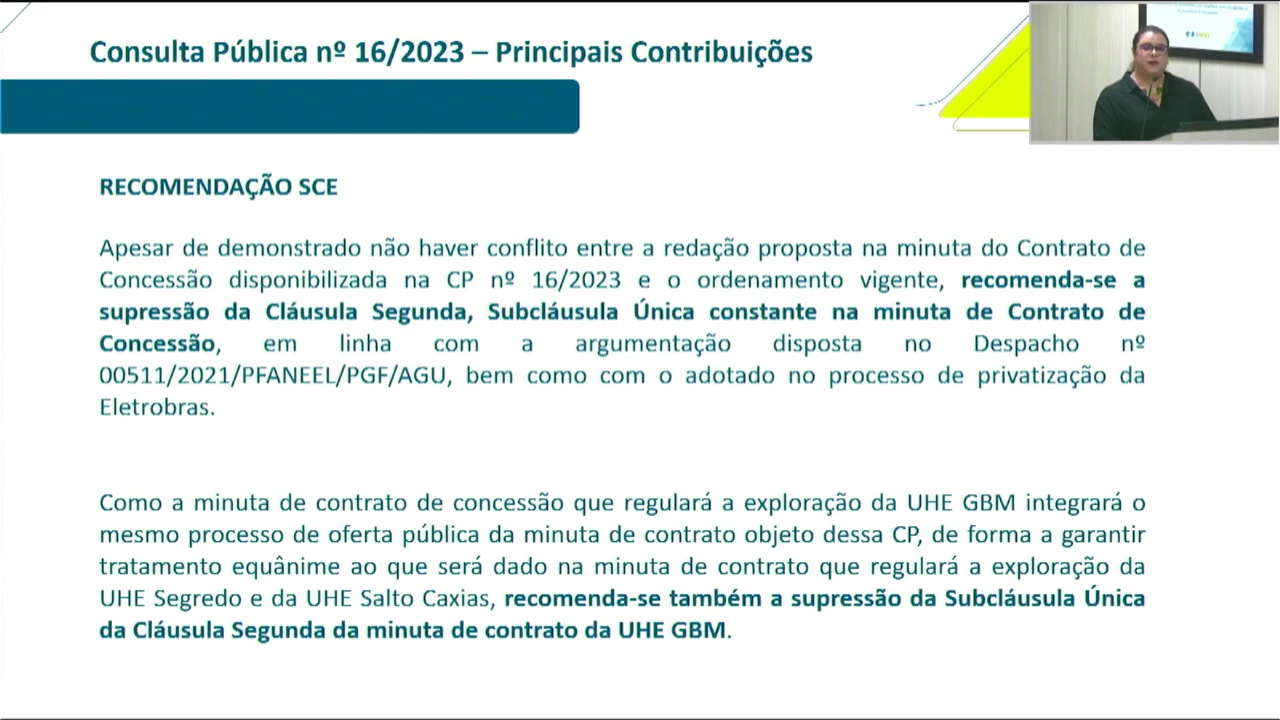 Consulta Pública nº 16/2023 – Principais Contribuições
RECOMENDAÇÃO SCE
Apesar de demonstrado não haver conflito entre a redação proposta na minuta do Contrato de
Concessão disponibilizada na CP nº 16/2023 e o ordenamento vigente, recomenda-se a
supressão da Cláusula Segunda, Subcláusula Única constante na minuta de Contrato de
Concessão, em linha com a argumentação disposta no Despacho nº
00511/2021/PFANEEL/PGF/AGU, bem como com o adotado no processo de privatização da
Eletrobras.
Como a minuta de contrato de concessão que regulará a exploração da UHE GBM integrará o
mesmo processo de oferta pública da minuta de contrato objeto dessa CP, de forma a garantir
tratamento equânime ao que será dado na minuta de contrato que regulará a exploração da
UHE Segredo e da UHE Salto Caxias, recomenda-se também a supressão da Subcláusula Única
da Cláusula Segunda da minuta de contrato da UHE GBM.